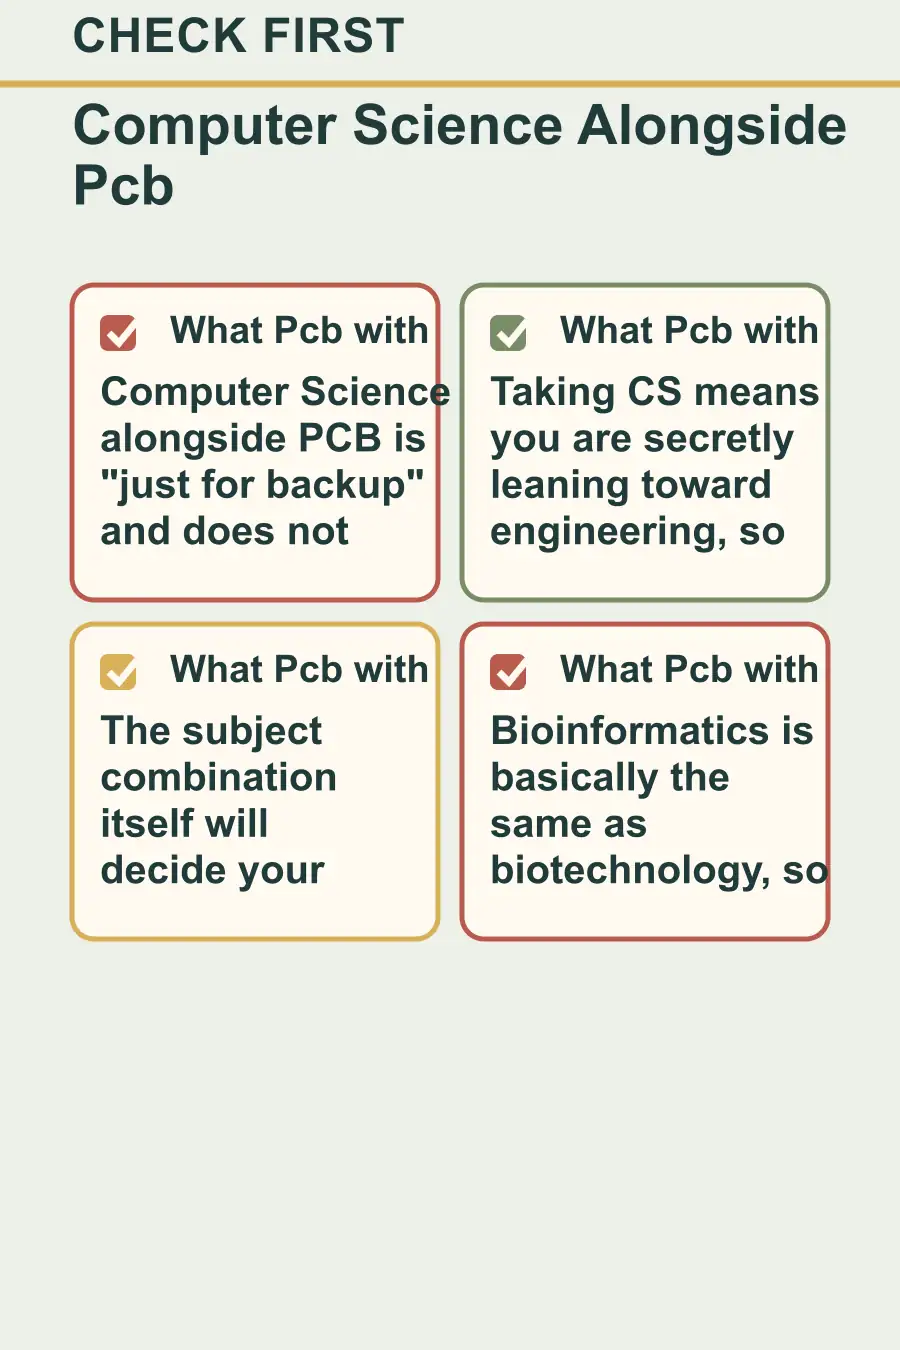 CHECK FIRST
Computer Science Alongside
Pcb
What Pcb with
Computer Science
alongside PCB is
"just for backup"
and does not
What Pcb with
Taking CS means
you are secretly
leaning toward
engineering, so
What Pcb with
The subject
combination
itself will
decide your
What Pcb with
Bioinformatics is
basically the
same as
biotechnology, so